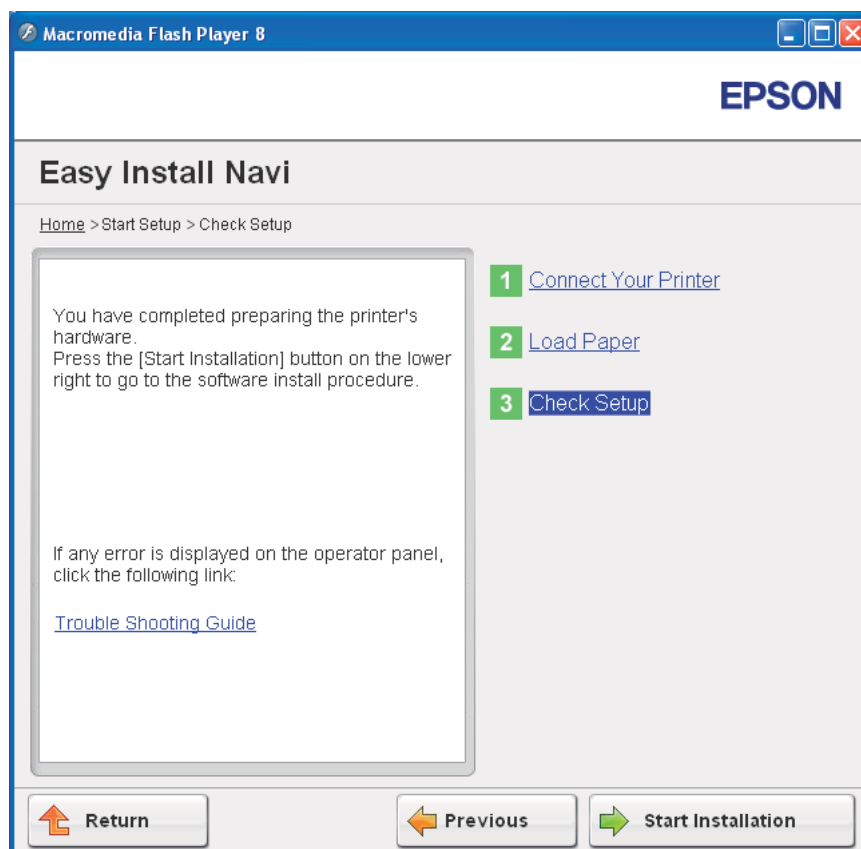 Macromedia Flash Player 8
EPSON
Easy Install Navi
Home > Start Setup > Check Setup
You have completed preparing the printer's
hardware.
Press the [Start Installation] button on the lower
right to go to the software install procedure.
If any error is displayed on the operator panel,
click the following link:
Trouble Shooting Guide
1 Connect Your Printer
2 Load Paper
3 Check Setup
Return
Previous
Start Installation